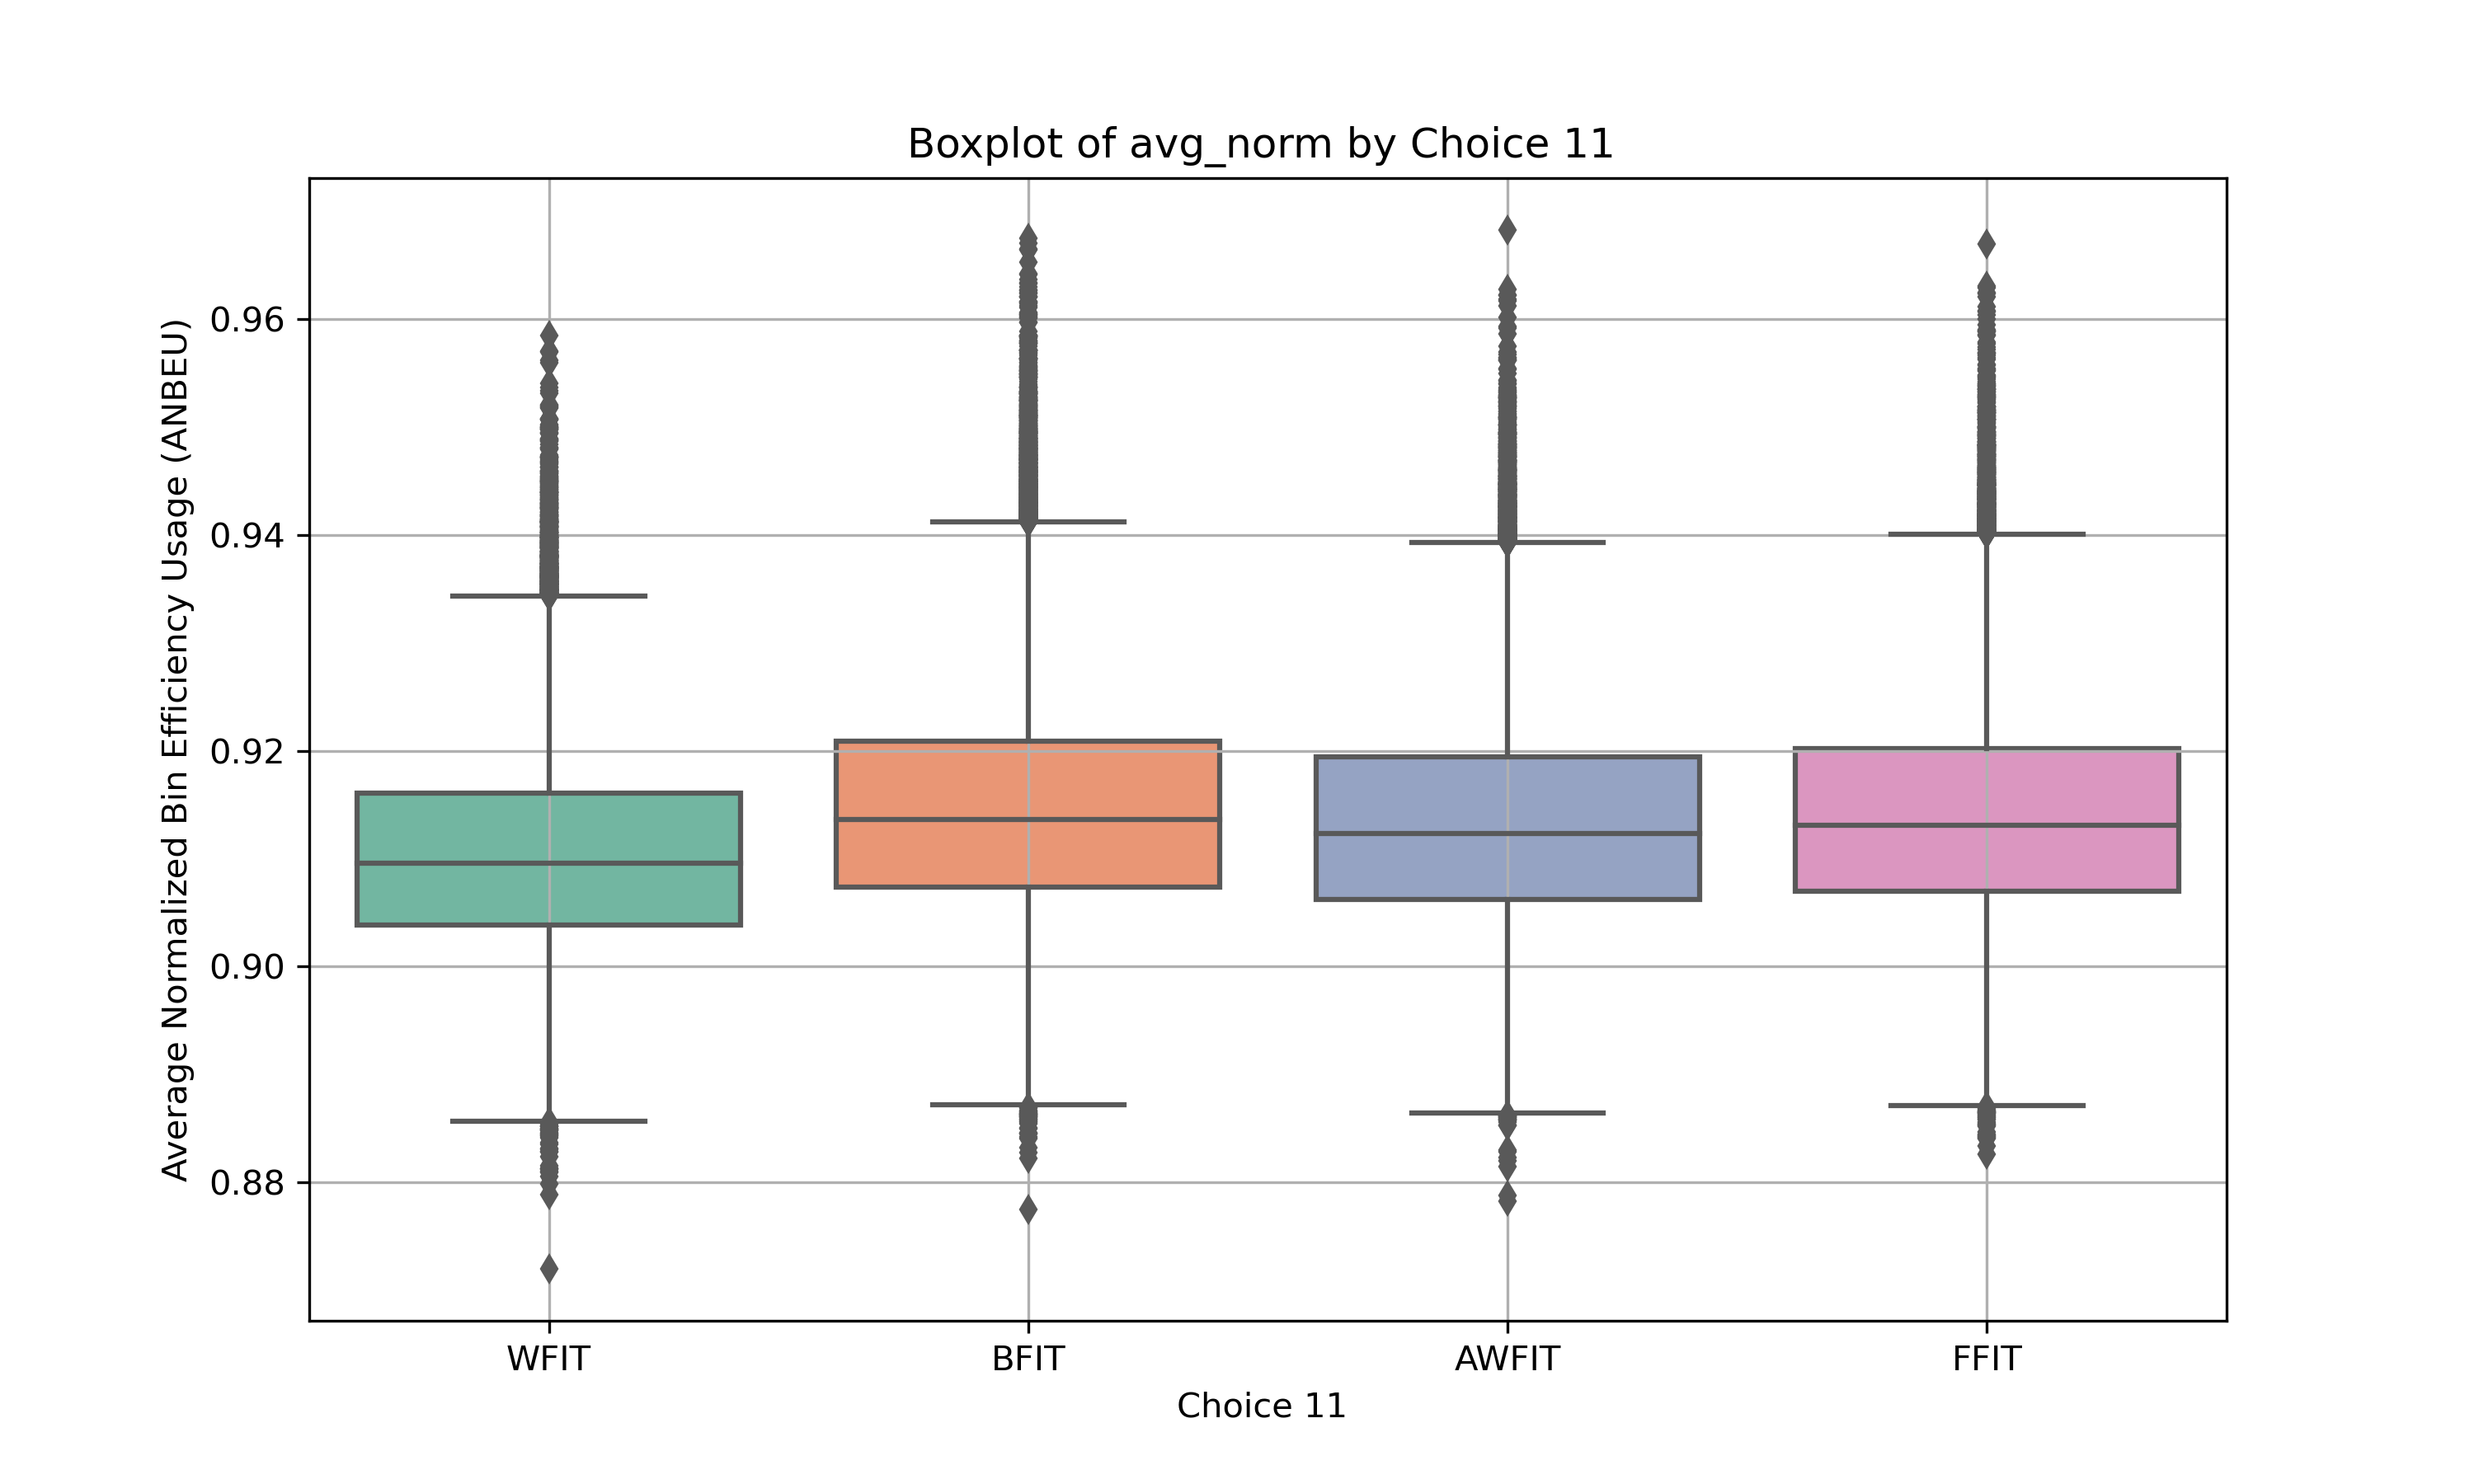 Boxplot of avg_norm by Choice 11
Average Normalized Bin Efficiency Usage (ANBEU)
0.96
0.94
0.92
0.90
0.88
WFIT BFIT AWFIT FFIT
Choice 11